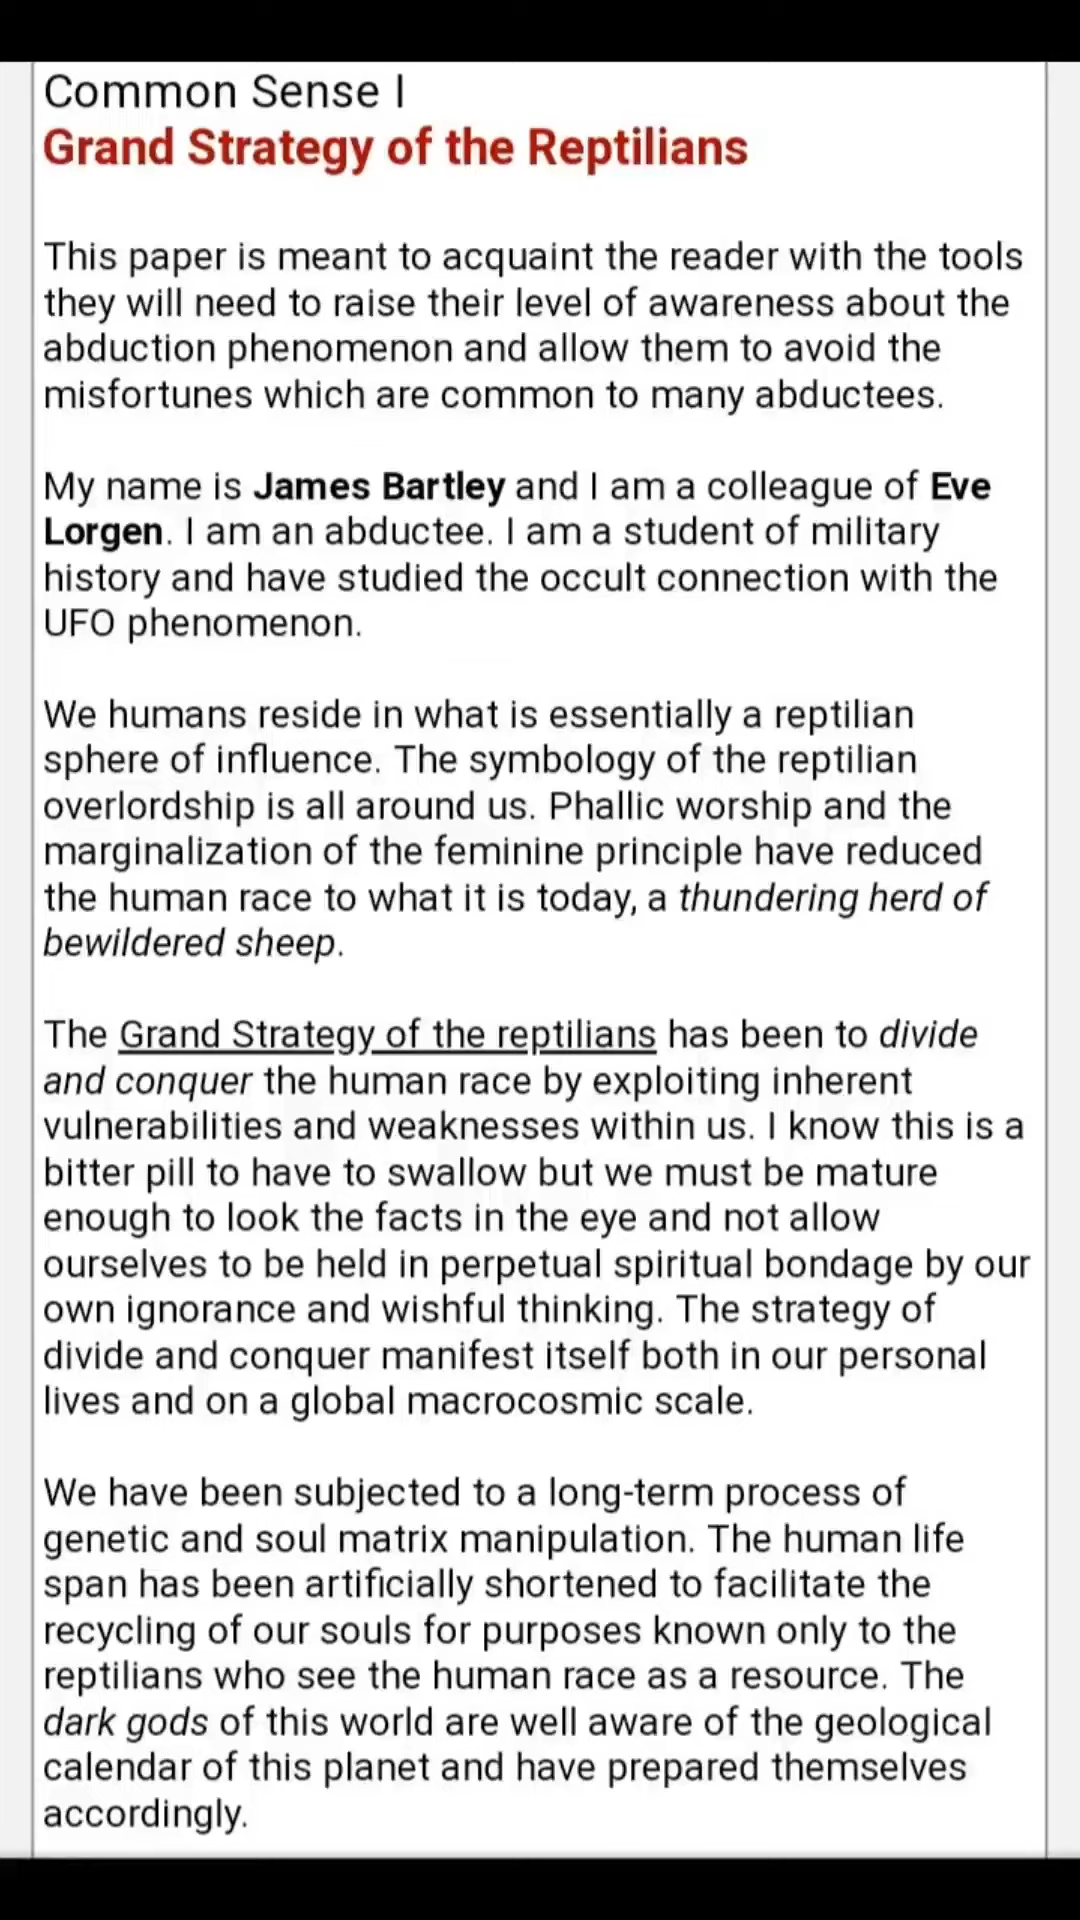 Common Sense I
Grand Strategy of the Reptilians
This paper is meant to acquaint the reader with the tools
they will need to raise their level of awareness about the
abduction phenomenon and allow them to avoid the
misfortunes which are common to many abductees.
My name is James Bartley and I am a colleague of Eve
Lorgen. I am an abductee. I am a student of military
history and have studied the occult connection with the
UFO phenomenon.
We humans reside in what is essentially a reptilian
sphere of influence. The symbology of the reptilian
overlordship is all around us. Phallic worship and the
marginalization of the feminine principle have reduced
the human race to what it is today, a thundering herd of
bewildered sheep.
The Grand Strategy of the reptilians has been to divide
and conquer the human race by exploiting inherent
vulnerabilities and weaknesses within us. I know this is a
bitter pill to have to swallow but we must be mature
enough to look the facts in the eye and not allow
ourselves to be held in perpetual spiritual bondage by our
own ignorance and wishful thinking. The strategy of
divide and conquer manifest itself both in our personal
lives and on a global macrocosmic scale.
We have been subjected to a long-term process of
genetic and soul matrix manipulation. The human life
span has been artificially shortened to facilitate the
recycling of our souls for purposes known only to the
reptilians who see the human race as a resource. The
dark gods of this world are well aware of the geological
calendar of this planet and have prepared themselves
accordingly.